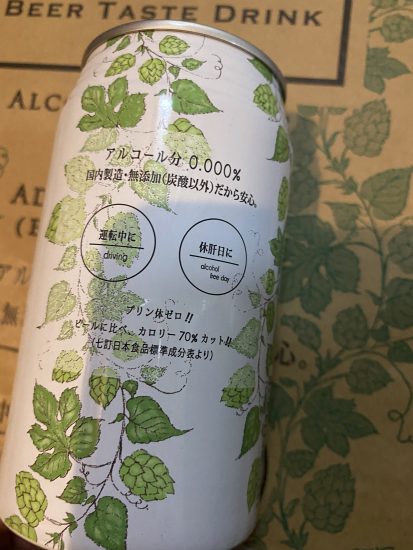 BEER TASTE DRINK
アルコール分 0.000%
国内製造・無添加(炭酸以外)だから安心。
運転中に
driving
休肝日に
alcohol
free day
プリン体ゼロ!!
ビールに比べ、カロリー70%カット!!
(七訂日本食品標準成分表より)